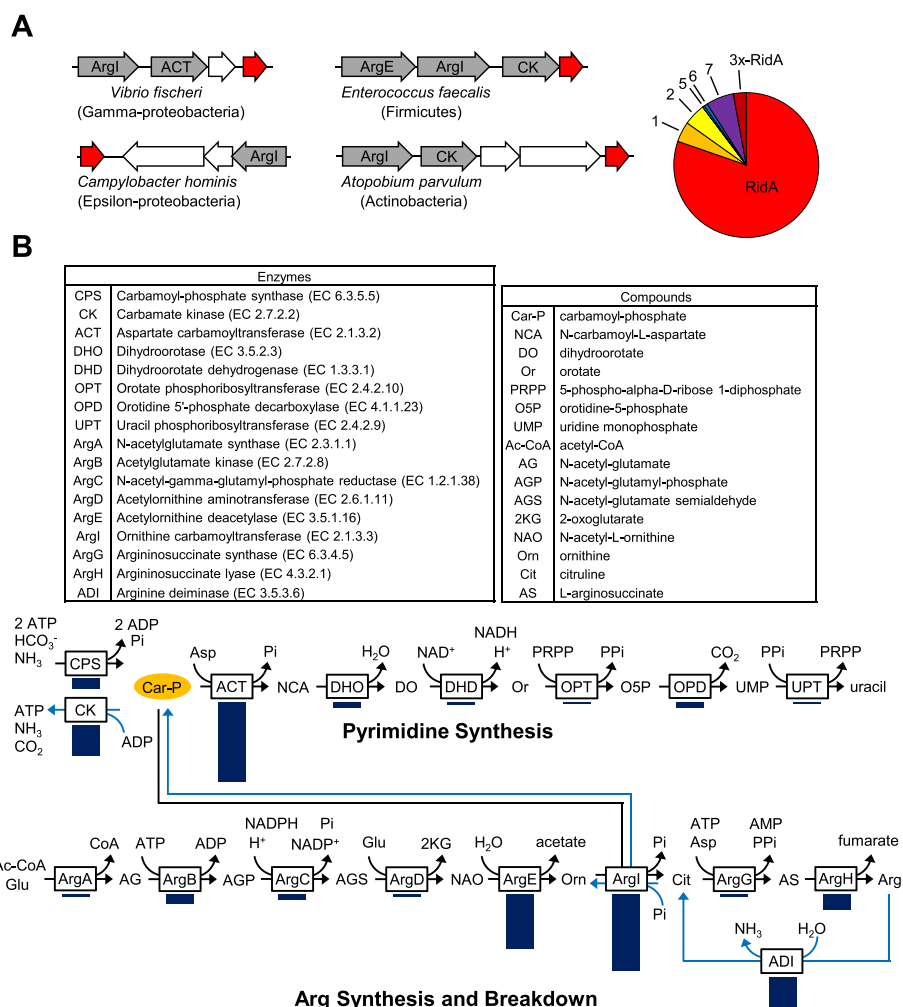 A
ArgI ACT
Vibrio fischeri
(Gamma-proteobacteria)
ArgE ArgI CK
Enterococcus faecalis
(Firmicutes)
ArgI
Campylobacter hominis
(Epsilon-proteobacteria)
ArgI CK
Atopobium parvulum
(Actinobacteria)
1 2 5 6 7 3x-RidA
RidA
B
Enzymes
CPS Carbamoyl-phosphate synthase (EC 6.3.5.5)
CK Carbamate kinase (EC 2.7.2.2)
ACT Aspartate carbamoyltransferase (EC 2.1.3.2)
DHO Dihydroorotase (EC 3.5.2.3)
DHD Dihydroorotate dehydrogenase (EC 1.3.3.1)
OPT Orotate phosphoribosyltransferase (EC 2.4.2.10)
OPD Orotidine 5'-phosphate decarboxylase (EC 4.1.1.23)
UPT Uracil phosphoribosyltransferase (EC 2.4.2.9)
ArgA N-acetylglutamate synthase (EC 2.3.1.1)
ArgB Acetylglutamate kinase (EC 2.7.2.8)
ArgC N-acetyl-gamma-glutamyl-phosphate reductase (EC 1.2.1.38)
ArgD Acetylornithine aminotransferase (EC 2.6.1.11)
ArgE Acetylornithine deacetylase (EC 3.5.1.16)
ArgI Ornithine carbamoyltransferase (EC 2.1.3.3)
ArgG Argininosuccinate synthase (EC 6.3.4.5)
ArgH Argininosuccinate lyase (EC 4.3.2.1)
ADI Arginine deiminase (EC 3.5.3.6)
Compounds
Car-P carbamoyl-phosphate
NCA N-carbamoyl-L-aspartate
DO dihydroorotate
Or orotate
PRPP 5-phospho-alpha-D-ribose 1-diphosphate
O5P orotidine-5-phosphate
UMP uridine monophosphate
Ac-CoA acetyl-CoA
AG N-acetyl-glutamate
AGP N-acetyl-glutamyl-phosphate
AGS N-acetyl-glutamate semialdehyde
2KG 2-oxoglutarate
NAO N-acetyl-L-ornithine
Orn ornithine
Cit citruline
AS L-arginosuccinate
2 ATP 2 ADP
HCO₃⁻ Pi
NH₃ CPS
Asp Pi H₂O NAD⁺ NADH
H⁺ PRPP PPi CO₂ PPi PRPP
Car-P ACT NCA DHO DO DHD Or OPT O5P OPD UMP UPT uracil
ATP CK
NH₃ ADP
CO₂
Pyrimidine Synthesis
CoA ATP ADP NADPH
H⁺ Pi
NADP⁺ Glu 2KG H₂O acetate Pi ATP
Asp AMP
PPi fumarate
Ac-CoA
Glu ArgA AG ArgB AGP ArgC AGS ArgD NAO ArgE Orn ArgI Cit ArgG AS ArgH Arg
Pi
NH₃ H₂O
ADI
Arg Synthesis and Breakdown